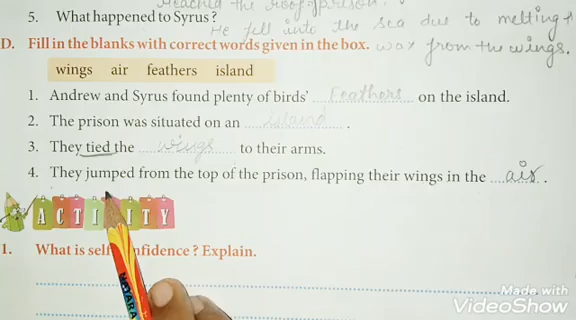 reached the roof of prison.
5. What happened to Syrus ? He fell into the sea due to melting
D. Fill in the blanks with correct words given in the box. wax from the wings.
wings air feathers island
1. Andrew and Syrus found plenty of birds' Feathers on the island.
2. The prison was situated on an island .
3. They tied the wings to their arms.
4. They jumped from the top of the prison, flapping their wings in the air .
ACTIVITY
1. What is self confidence ? Explain.
Made with
VideoShow